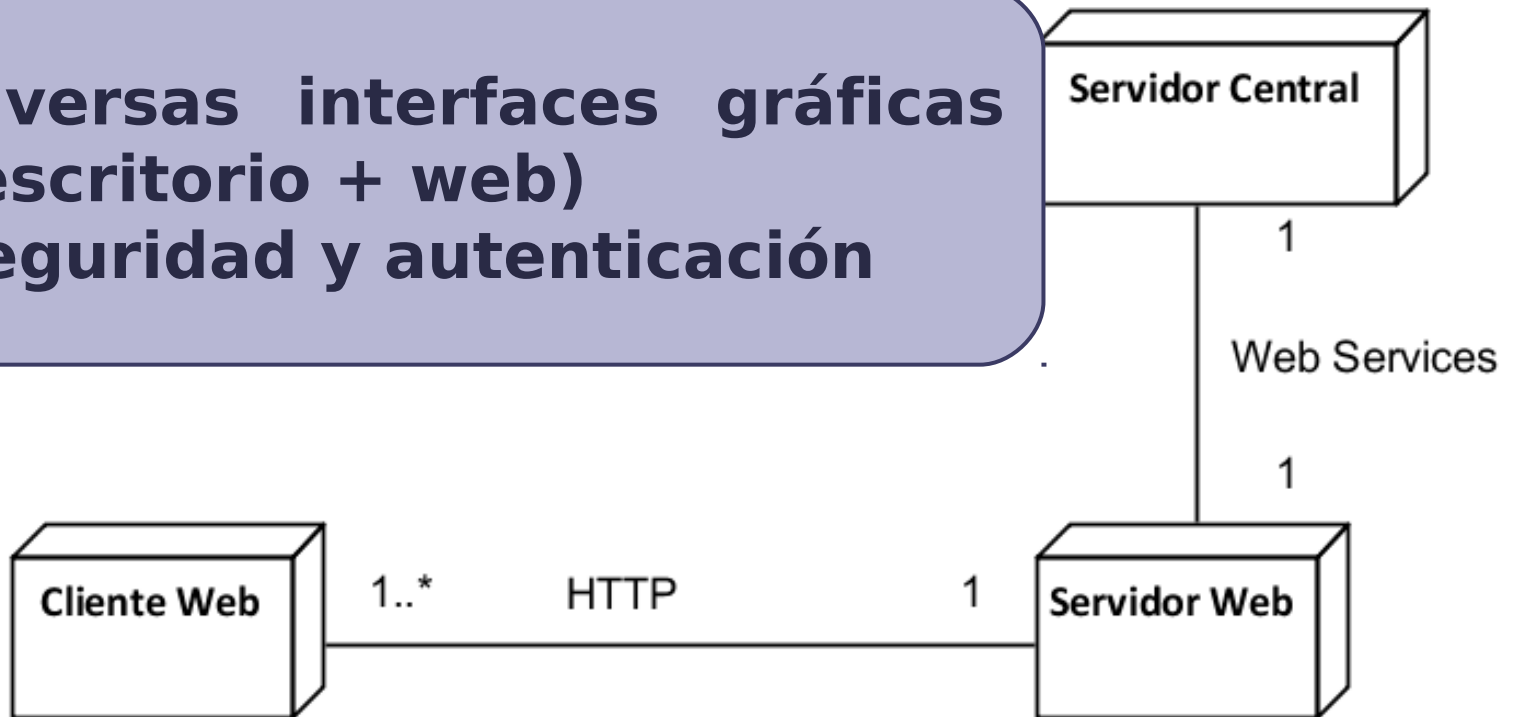 versas interfaces gráficas
escritorio + web)
eguridad y autenticación
Servidor Central
1
Web Services
1
Cliente Web
1..*
HTTP
1
Servidor Web